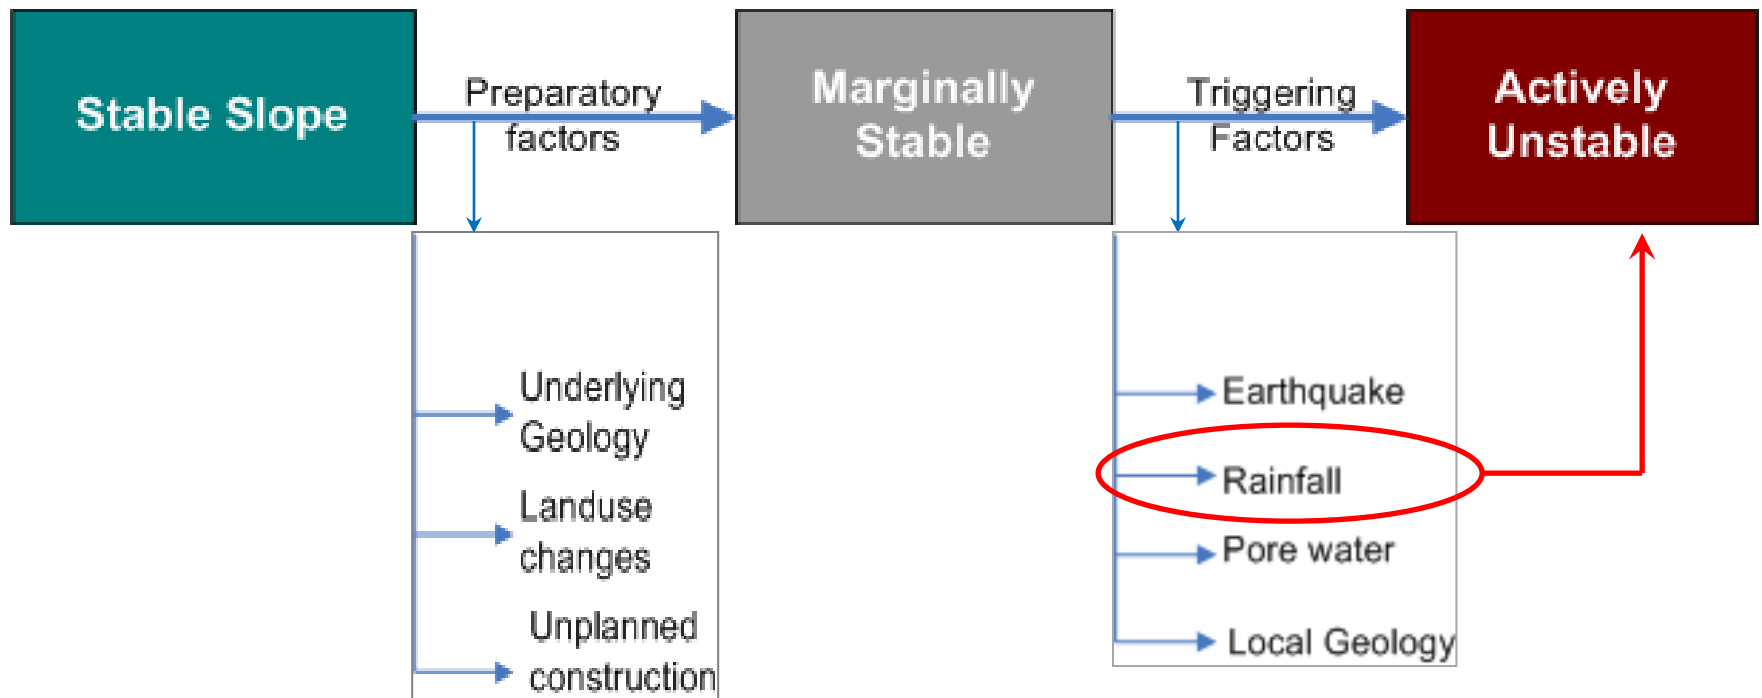 Stable Slope
Preparatory
factors
Marginally
Stable
Triggering
Factors
Actively
Unstable
Underlying
Geology
Landuse
changes
Unplanned
construction
Earthquake
Rainfall
Pore water
Local Geology